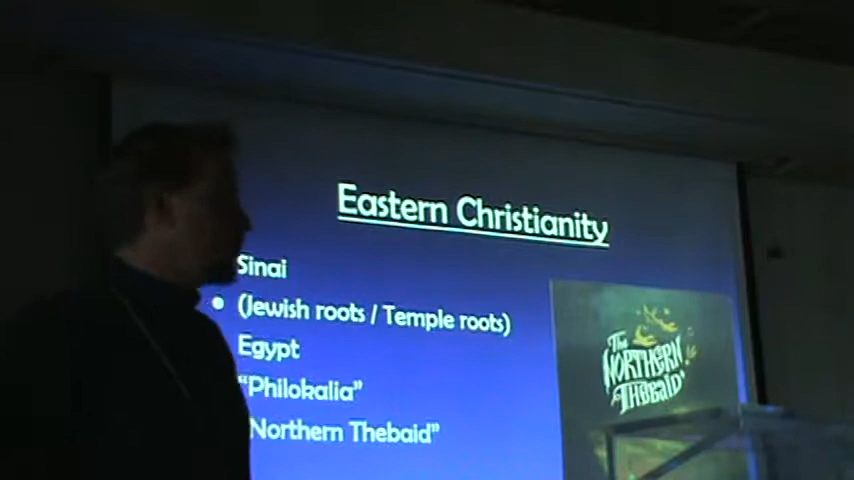 Eastern Christianity
Sinai
(Jewish roots / Temple roots)
Egypt
"Philokalia"
Northern Thebaid"
The
NORTHERN
THEBAID